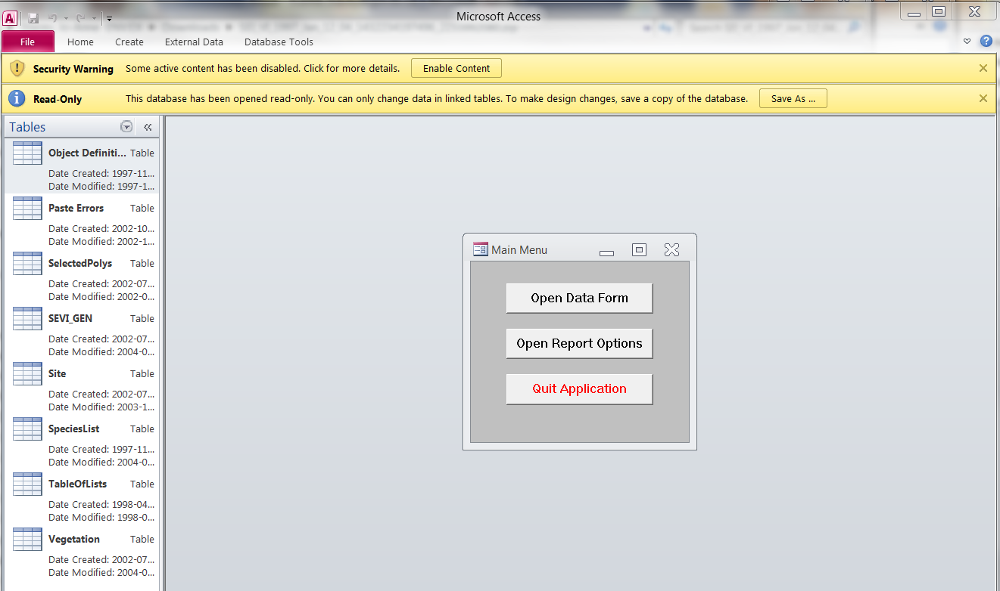 Microsoft Access
File Home Create External Data Database Tools
Security Warning Some active content has been disabled. Click for more details. Enable Content
Read-Only This database has been opened read-only. You can only change data in linked tables. To make design changes, save a copy of the database. Save As ...
Tables
Object Definiti... Table
Date Created: 1997-11...
Date Modified: 1997-1...
Paste Errors Table
Date Created: 2002-10...
Date Modified: 2002-1...
SelectedPolys Table
Date Created: 2002-07...
Date Modified: 2002-0...
SEVI_GEN Table
Date Created: 2002-07...
Date Modified: 2004-0...
Site Table
Date Created: 2002-07...
Date Modified: 2003-1...
SpeciesList Table
Date Created: 1997-11...
Date Modified: 2004-0...
TableOfLists Table
Date Created: 1998-04...
Date Modified: 1998-0...
Vegetation Table
Date Created: 2002-07...
Date Modified: 2004-0...
Main Menu
Open Data Form
Open Report Options
Quit Application